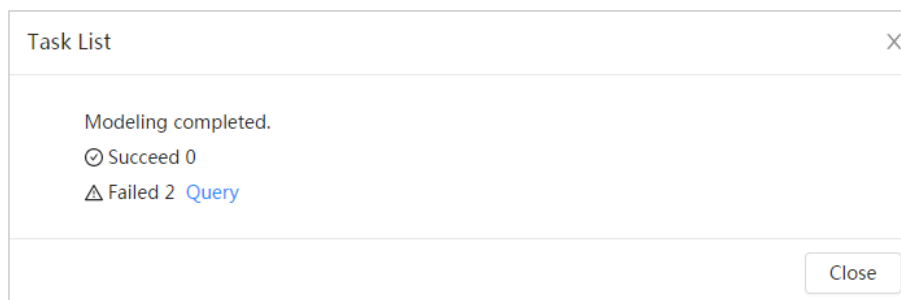 Task List
Modeling completed.
Succeed 0
Failed 2 Query
Close